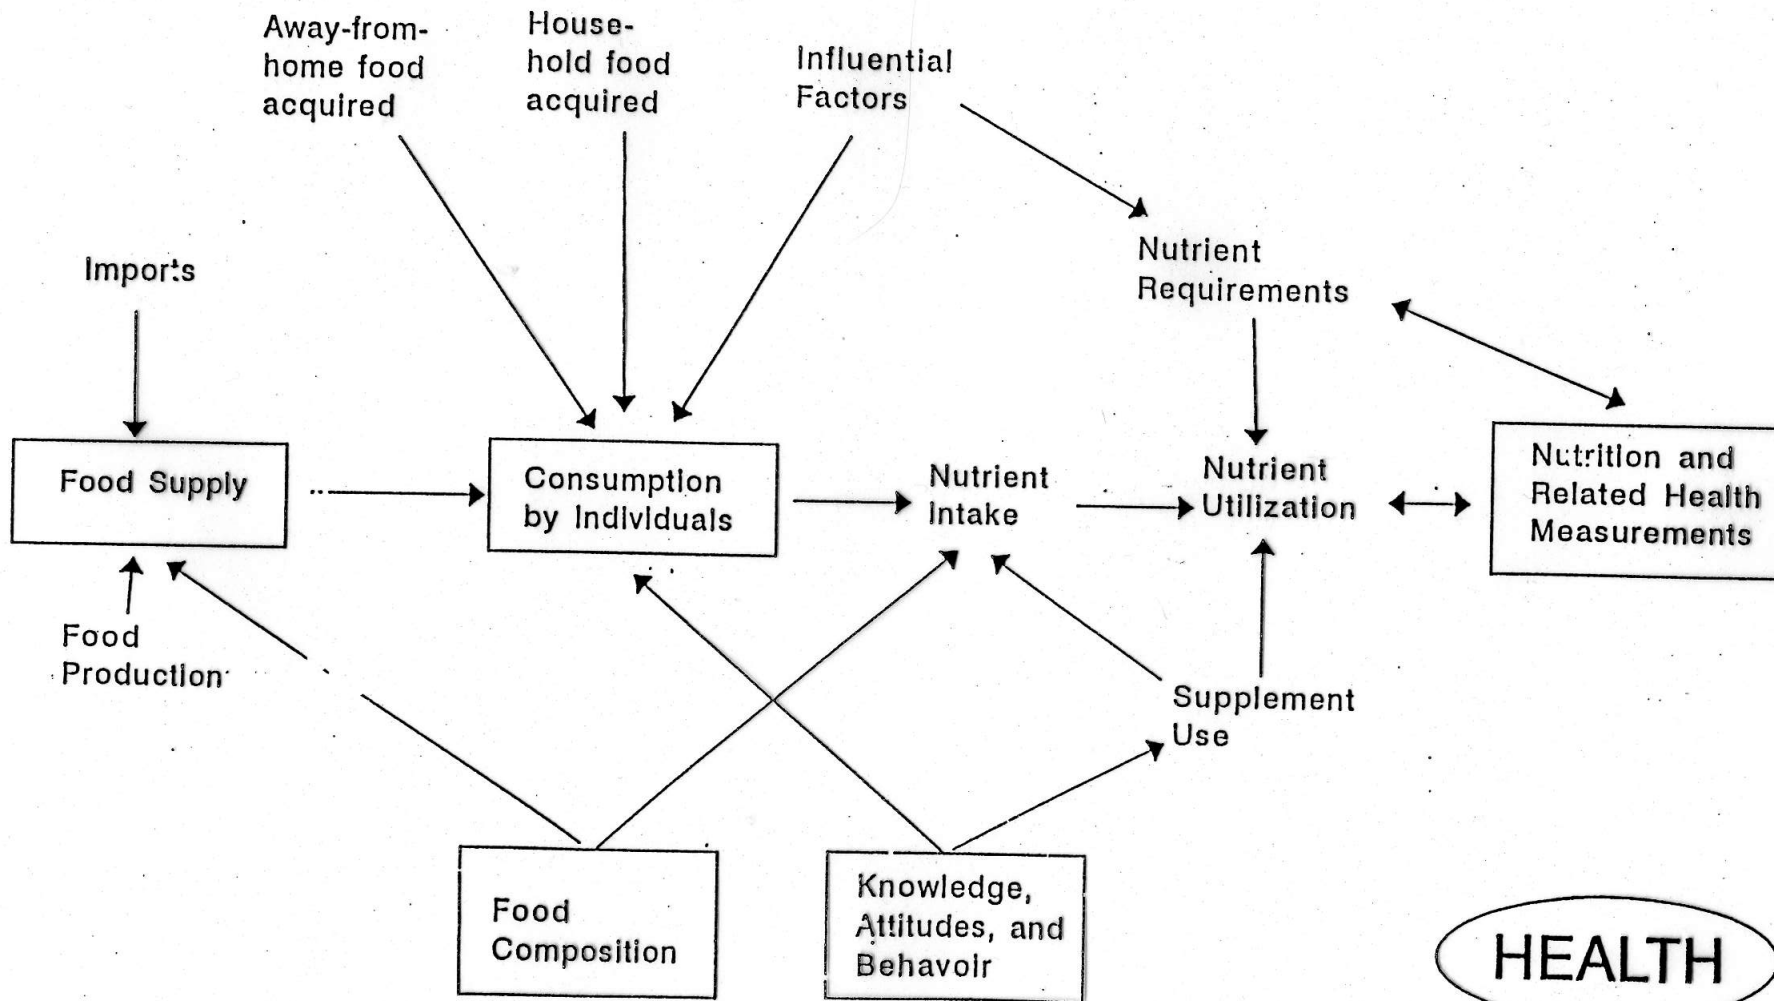 Away-from-
home food
acquired
House-
hold food
acquired
Influential
Factors
Imports
Nutrient
Requirements
Food Supply
Consumption
by Individuals
Nutrient
Intake
Nutrient
Utilization
Nutrition and
Related Health
Measurements
Food
Production
Supplement
Use
Food
Composition
Knowledge,
Attitudes, and
Behavoir
HEALTH